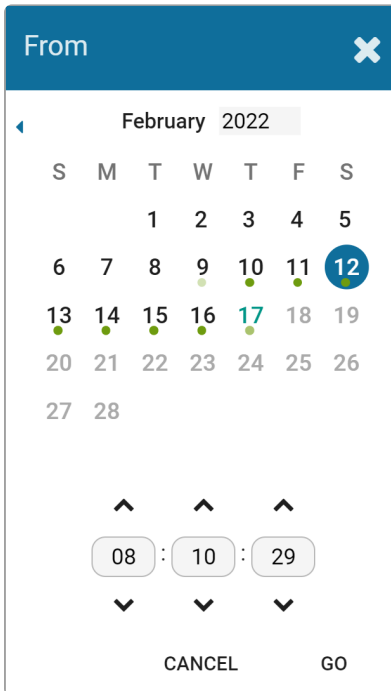 From
February 2022
S M T W T F S
1 2 3 4 5
6 7 8 9 10 11 12
13 14 15 16 17 18 19
20 21 22 23 24 25 26
27 28
08 : 10 : 29
CANCEL GO